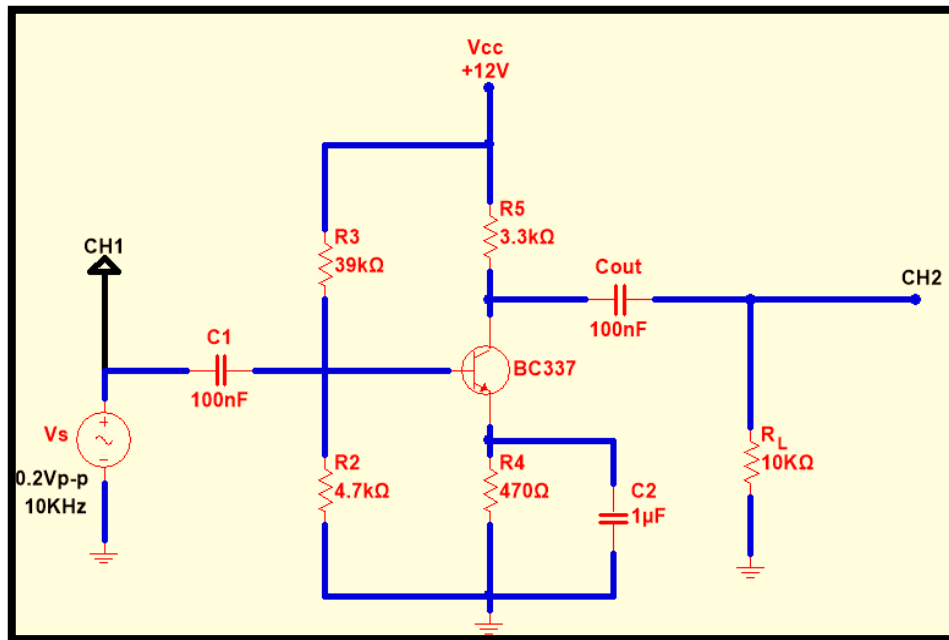 Vcc
+12V
R5
3.3kΩ
R3
39kΩ
CH1
Cout
100nF
CH2
C1
100nF
BC337
Vs
+
0.2Vp-p
10KHz
R2
4.7kΩ
R4
470Ω
C2
1µF
RL
10KΩ